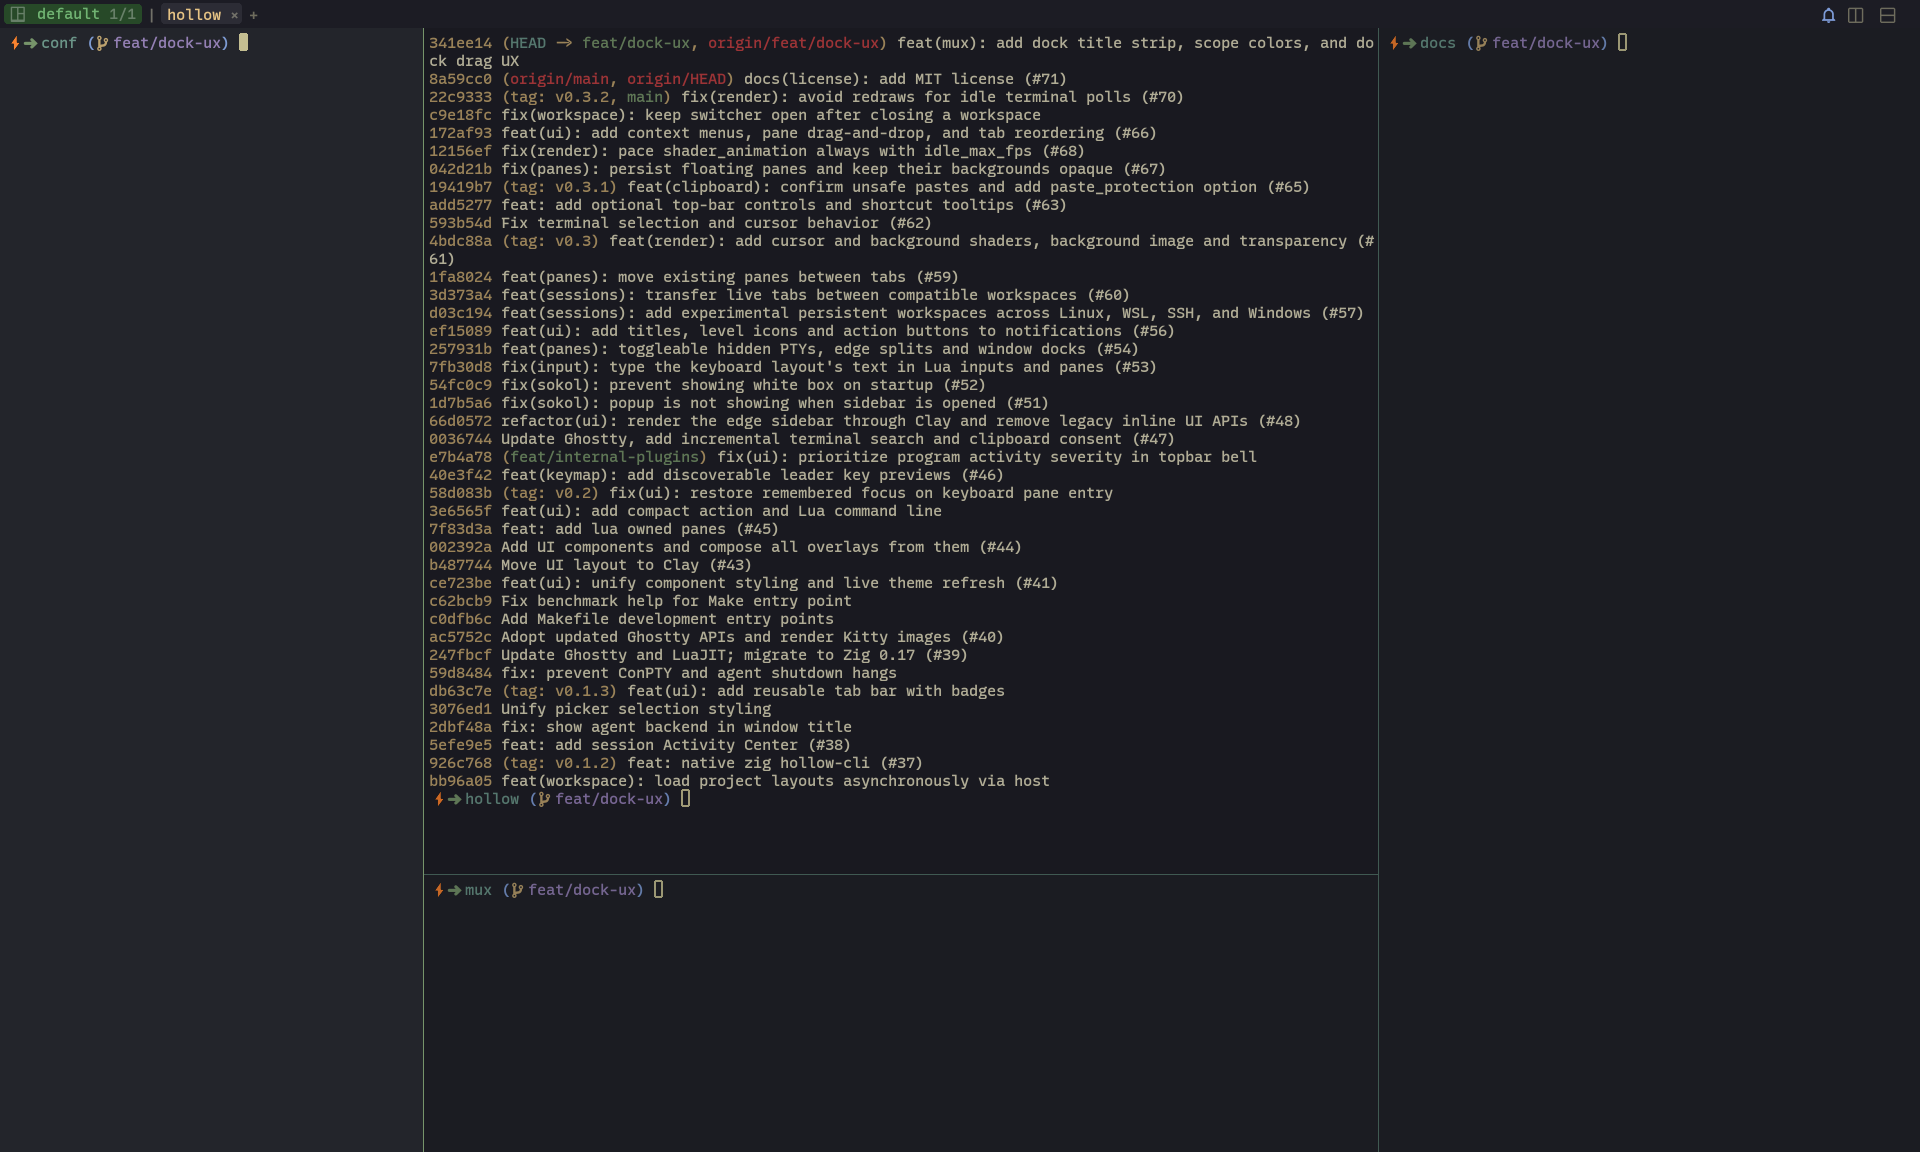 default 1/1 | hollow × +
conf (feat/dock-ux)
341ee14 (HEAD -> feat/dock-ux, origin/feat/dock-ux) feat(mux): add dock title strip, scope colors, and do
ck drag UX
8a59cc0 (origin/main, origin/HEAD) docs(license): add MIT license (#71)
22c9333 (tag: v0.3.2, main) fix(render): avoid redraws for idle terminal polls (#70)
c9e18fc fix(workspace): keep switcher open after closing a workspace
172af93 feat(ui): add context menus, pane drag-and-drop, and tab reordering (#66)
12156ef fix(render): pace shader_animation always with idle_max_fps (#68)
042d21b fix(panes): persist floating panes and keep their backgrounds opaque (#67)
19419b7 (tag: v0.3.1) feat(clipboard): confirm unsafe pastes and add paste_protection option (#65)
add5277 feat: add optional top-bar controls and shortcut tooltips (#63)
593b54d Fix terminal selection and cursor behavior (#62)
4bdc88a (tag: v0.3) feat(render): add cursor and background shaders, background image and transparency (#
61)
1fa8024 feat(panes): move existing panes between tabs (#59)
3d373a4 feat(sessions): transfer live tabs between compatible workspaces (#60)
d03c194 feat(sessions): add experimental persistent workspaces across Linux, WSL, SSH, and Windows (#57)
ef15089 feat(ui): add titles, level icons and action buttons to notifications (#56)
257931b feat(panes): toggleable hidden PTYs, edge splits and window docks (#54)
7fb30d8 fix(input): type the keyboard layout's text in Lua inputs and panes (#53)
54fc0c9 fix(sokol): prevent showing white box on startup (#52)
1d7b5a6 fix(sokol): popup is not showing when sidebar is opened (#51)
66d0572 refactor(ui): render the edge sidebar through Clay and remove legacy inline UI APIs (#48)
0036744 Update Ghostty, add incremental terminal search and clipboard consent (#47)
e7b4a78 (feat/internal-plugins) fix(ui): prioritize program activity severity in topbar bell
40e3f42 feat(keymap): add discoverable leader key previews (#46)
58d083b (tag: v0.2) fix(ui): restore remembered focus on keyboard pane entry
3e6565f feat(ui): add compact action and Lua command line
7f83d3a feat: add lua owned panes (#45)
002392a Add UI components and compose all overlays from them (#44)
b487744 Move UI layout to Clay (#43)
ce723be feat(ui): unify component styling and live theme refresh (#41)
c62bcb9 Fix benchmark help for Make entry point
c0dfb6c Add Makefile development entry points
ac5752c Adopt updated Ghostty APIs and render Kitty images (#40)
247fbcf Update Ghostty and LuaJIT; migrate to Zig 0.17 (#39)
59d8484 fix: prevent ConPTY and agent shutdown hangs
db63c7e (tag: v0.1.3) feat(ui): add reusable tab bar with badges
3076ed1 Unify picker selection styling
2dbf48a fix: show agent backend in window title
5efe9e5 feat: add session Activity Center (#38)
926c768 (tag: v0.1.2) feat: native zig hollow-cli (#37)
bb96a05 feat(workspace): load project layouts asynchronously via host
hollow (feat/dock-ux)
mux (feat/dock-ux)
docs (feat/dock-ux)